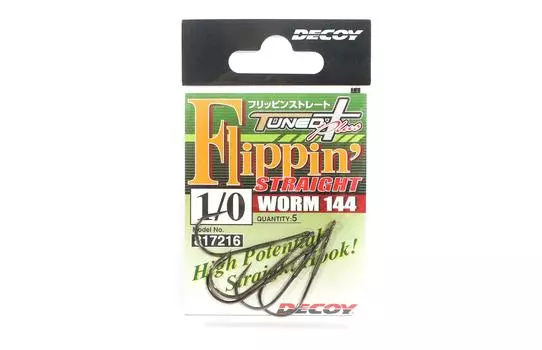 DECOY
フリッピンストレート
TUNED+
Plus
Flippin'
STRAIGHT
1/0
WORM 144
QUANTITY:5
Model No.
817216
High Potential
Straight Hook!
DECOY